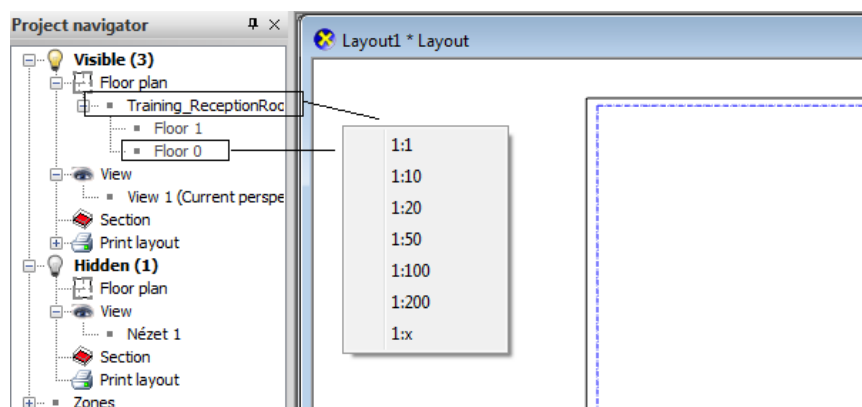 Project navigator
Visible (3)
Floor plan
Training_ReceptionRoo
Floor 1
Floor 0
View
View 1 (Current perspe
Section
Print layout
Hidden (1)
Floor plan
View
Nézet 1
Section
Print layout
Zones
Layout1 * Layout
1:1
1:10
1:20
1:50
1:100
1:200
1:x